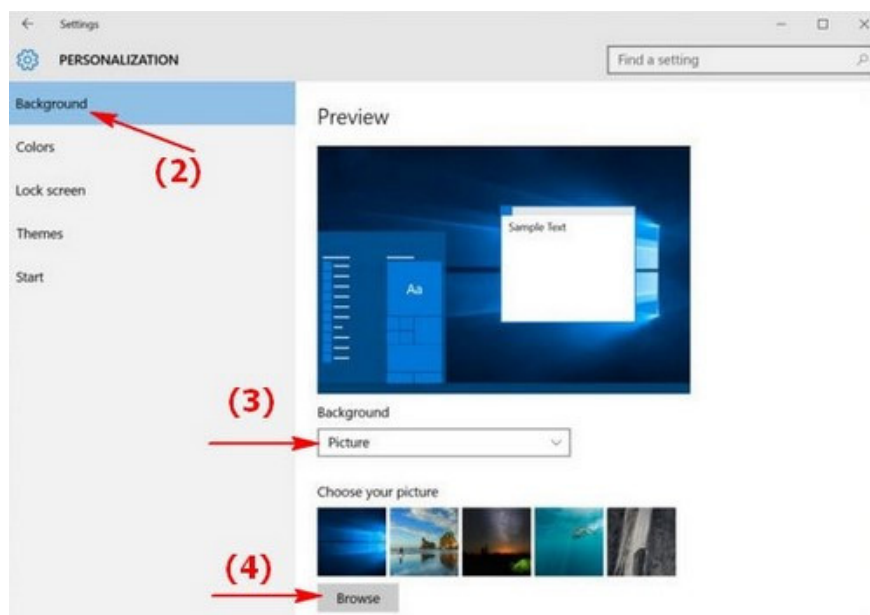 Settings
PERSONALIZATION
Find a setting
Background
(2)
Colors
Lock screen
Themes
Start
Preview
Sample Text
Aa
(3)
Background
Picture
Choose your picture
(4)
Browse